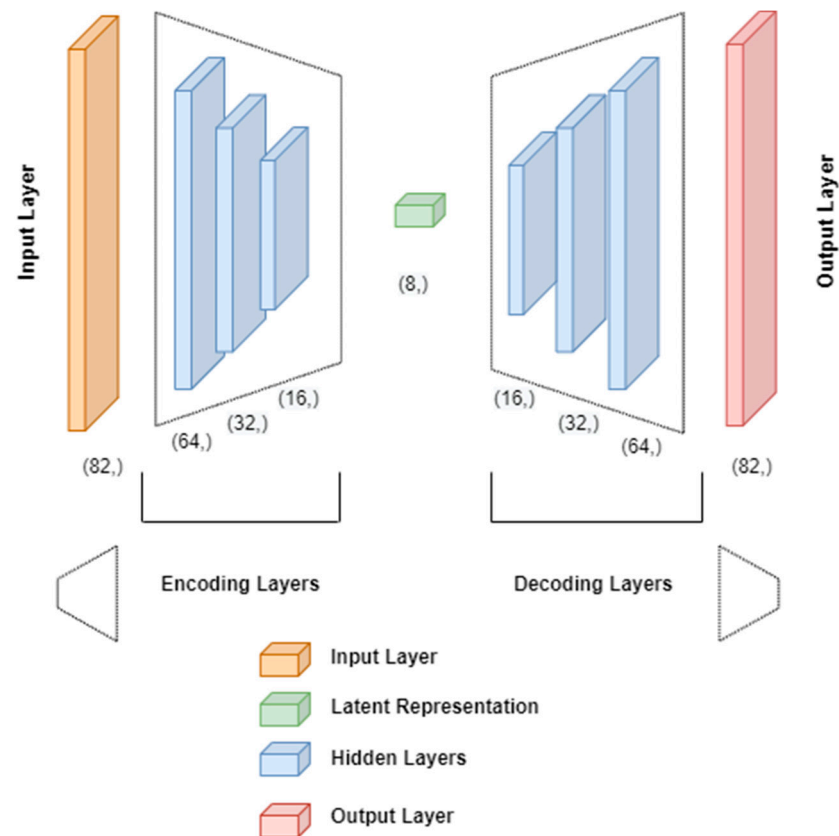 Input Layer
Output Layer
(8,)
(16,)
(32,)
(64,)
(82,)
(16,)
(32,)
(64,)
(82,)
Encoding Layers
Decoding Layers
Input Layer
Latent Representation
Hidden Layers
Output Layer